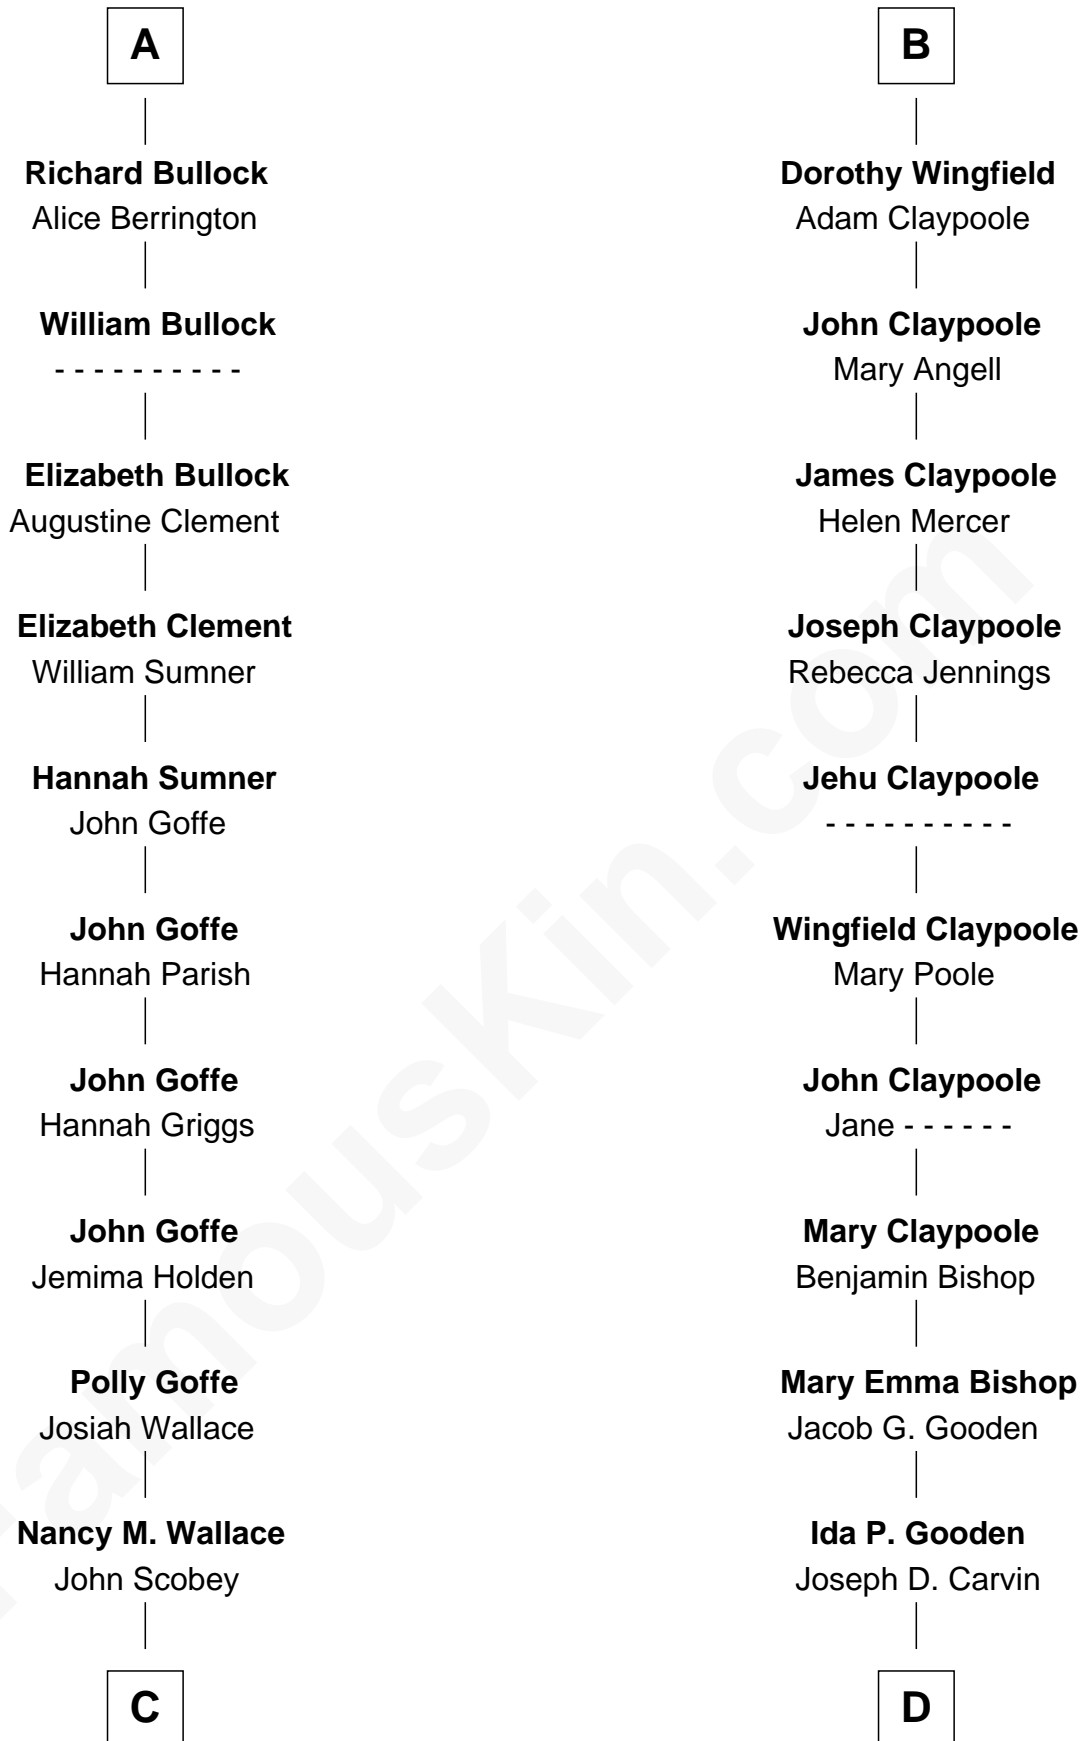 A
Richard Bullock
Alice Berrington
William Bullock
- - - - - - - - - -
Elizabeth Bullock
Augustine Clement
Elizabeth Clement
William Sumner
Hannah Sumner
John Goffe
John Goffe
Hannah Parish
John Goffe
Hannah Griggs
John Goffe
Jemima Holden
Polly Goffe
Josiah Wallace
Nancy M. Wallace
John Scobey
C
B
Dorothy Wingfield
Adam Claypoole
John Claypoole
Mary Angell
James Claypoole
Helen Mercer
Joseph Claypoole
Rebecca Jennings
Jehu Claypoole
- - - - - - - - - -
Wingfield Claypoole
Mary Poole
John Claypoole
Jane - - - - - -
Mary Claypoole
Benjamin Bishop
Mary Emma Bishop
Jacob G. Gooden
Ida P. Gooden
Joseph D. Carvin
D
FamousKin.com